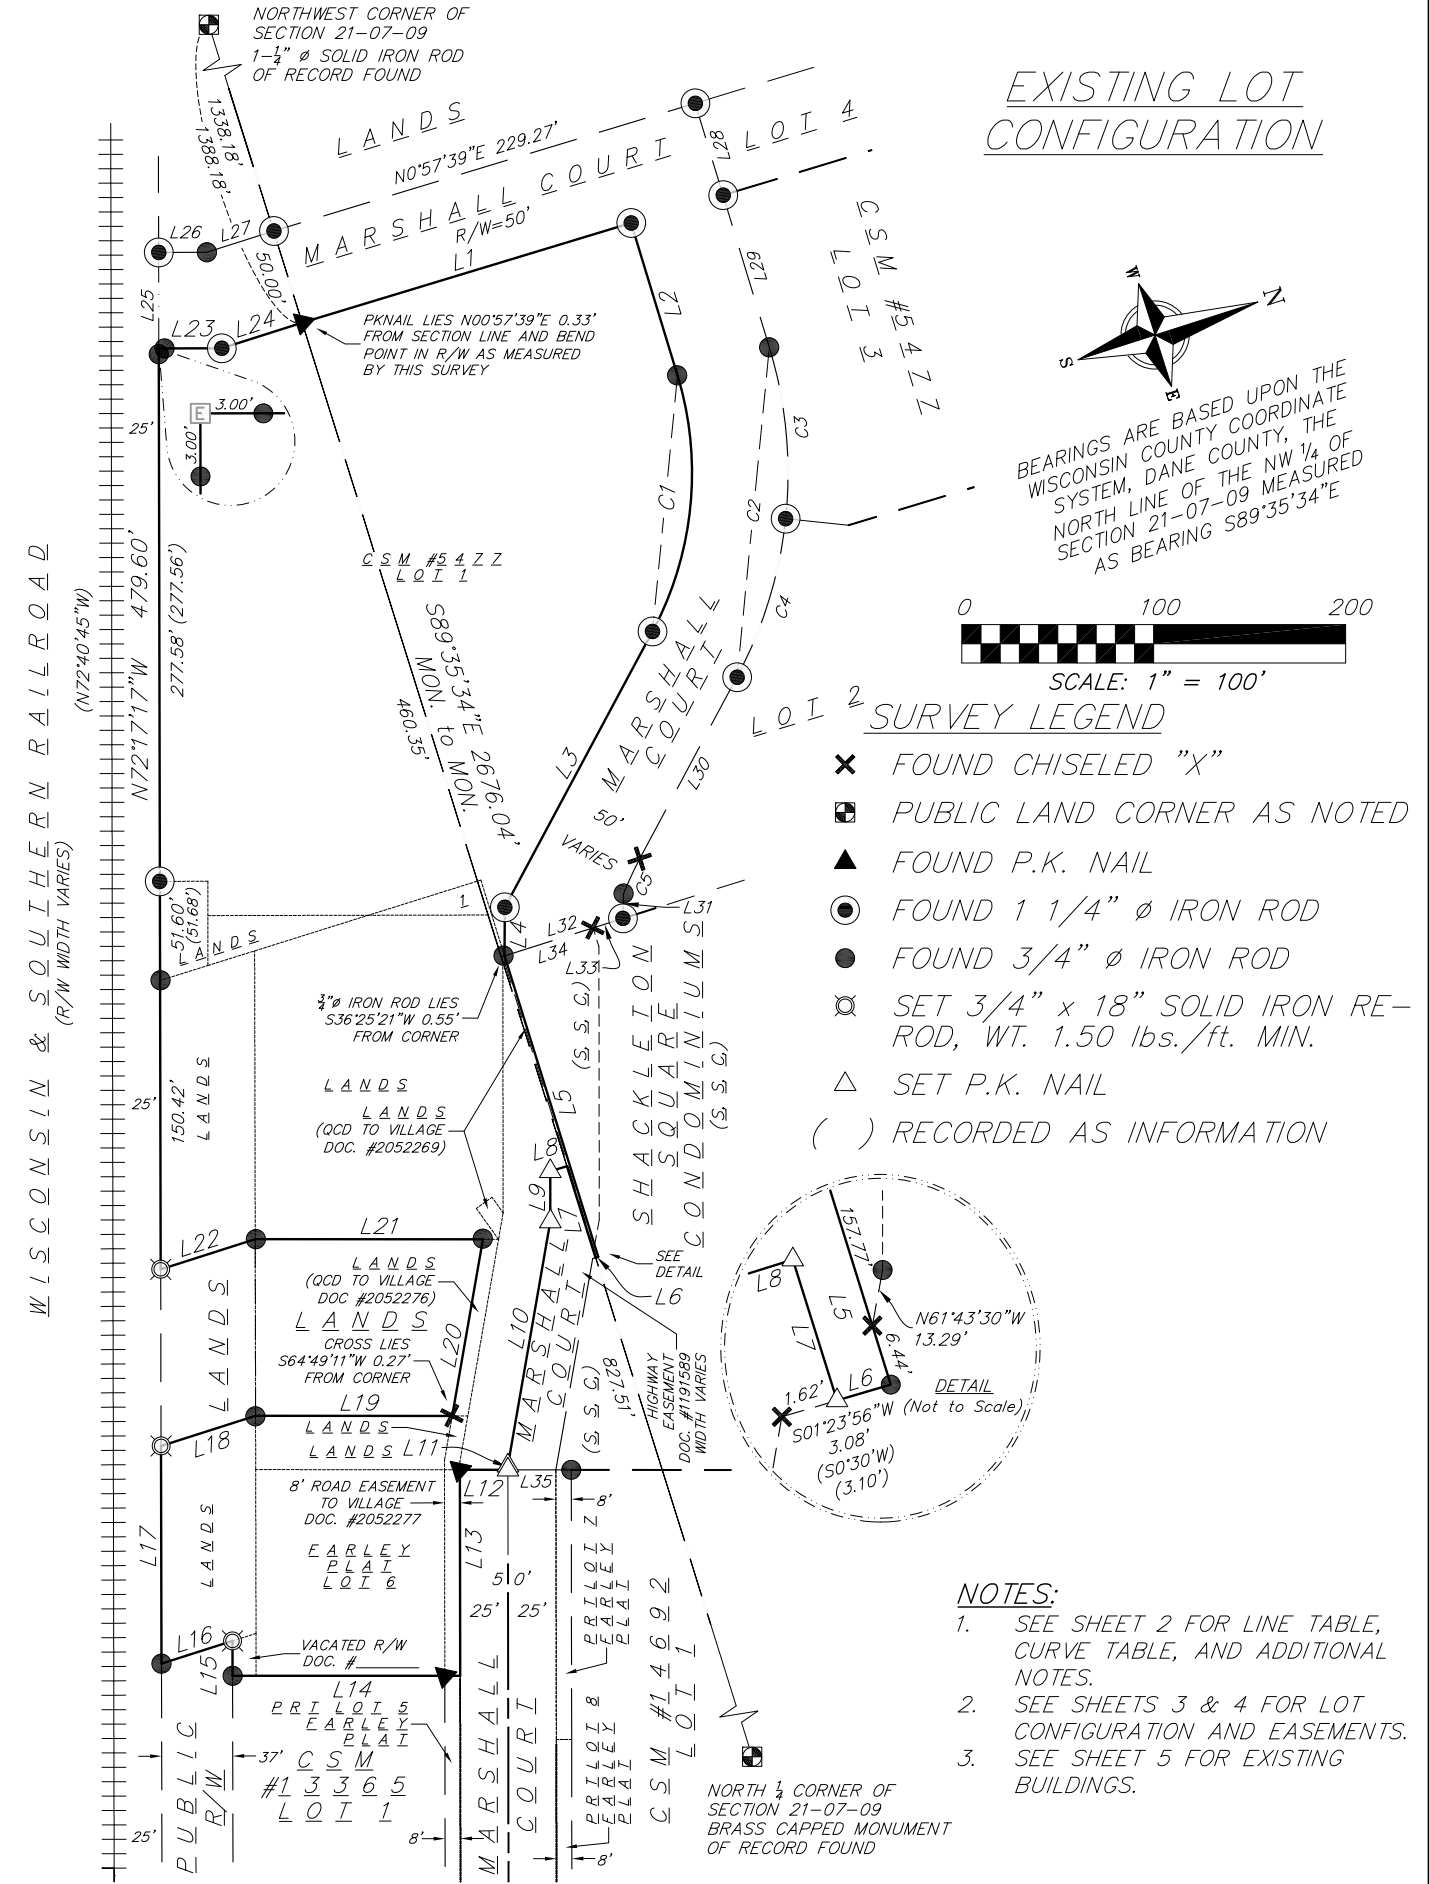 NORTHWEST CORNER OF
SECTION 21-07-09
1-1/4" ø SOLID IRON ROD
OF RECORD FOUND
EXISTING LOT
CONFIGURATION
1338.18'
1388.18'
50.00'
LANDS
N0°57'39"E 229.27'
MARSHALL COURT
R/W=50'
L1
L28
LOT 4
L26
L27
L25
L23
L24
L2
L29
CSM #5477
LOT 3
PKNAIL LIES N00°57'39"E 0.33'
FROM SECTION LINE AND BEND
POINT IN R/W AS MEASURED
BY THIS SURVEY
W
N
S
E
BEARINGS ARE BASED UPON THE
WISCONSIN COUNTY COORDINATE
SYSTEM, DANE COUNTY, THE
NORTH LINE OF THE NW 1/4 OF
SECTION 21-07-09 MEASURED
AS BEARING S89°35'34"E
E
3.00'
3.00'
25'
C1
C2
C3
C4
CSM #5477
LOT 1
WISCONSIN & SOUTHERN RAILROAD
(R/W WIDTH VARIES)
(N72°40'45"W)
N72°17'17"W 479.60'
277.58' (277.56')
S89°35'34"E 2676.04'
MON. to MON.
460.35'
0 100 200
SCALE: 1" = 100'
MARSHALL
COURT
LOT 2
L3
L30
50'
VARIES
C5
L31
SURVEY LEGEND
FOUND CHISELED "X"
PUBLIC LAND CORNER AS NOTED
FOUND P.K. NAIL
FOUND 1 1/4" ø IRON ROD
FOUND 3/4" ø IRON ROD
SET 3/4" x 18" SOLID IRON RE-
ROD, WT. 1.50 lbs./ft. MIN.
SET P.K. NAIL
( ) RECORDED AS INFORMATION
51.60'
(51.68')
LANDS
1
L4
L32
L34
L33
3/4"ø IRON ROD LIES
S36°25'21"W 0.55'
FROM CORNER
(S.S.C.)
SHACKLETON
SQUARE
CONDOMINIUMS
(S.S.C.)
25'
150.42'
LANDS
LANDS
LANDS
(QCD TO VILLAGE
DOC. #2052269)
L5
L8
L9
L7
L22
L21
LANDS
(QCD TO VILLAGE
DOC #2052276)
LANDS
CROSS LIES
S64°49'11"W 0.27'
FROM CORNER
LANDS
L20
L10
MARSHALL
COURT
SEE
DETAIL
L6
827.51'
HIGHWAY
EASEMENT
DOC. #1191589
WIDTH VARIES
(S.S.C.)
157.77'
L8
L7
L5
L6
6.44'
N61°43'30"W
13.29'
1.62'
S01°23'56"W
3.08'
(S0°30'W)
(3.10')
DETAIL
(Not to Scale)
L19
L18
LANDS
LANDS
L11
L12
L35
8'
8' ROAD EASEMENT
TO VILLAGE
DOC. #2052277
FARLEY
PLAT
LOT 6
L17
LANDS
L13
50'
25' 25'
PRT LOT 7
FARLEY
PLAT
L16
L15
VACATED R/W
DOC. #
L14
PRT LOT 5
FARLEY
PLAT
PUBLIC
R/W
37'
CSM
#13365
LOT 1
25'
8'
MARSHALL
COURT
PRT LOT 8
FARLEY
PLAT
8'
CSM #14692
LOT 1
NORTH 1/4 CORNER OF
SECTION 21-07-09
BRASS CAPPED MONUMENT
OF RECORD FOUND
NOTES:
1. SEE SHEET 2 FOR LINE TABLE,
CURVE TABLE, AND ADDITIONAL
NOTES.
2. SEE SHEETS 3 & 4 FOR LOT
CONFIGURATION AND EASEMENTS.
3. SEE SHEET 5 FOR EXISTING
BUILDINGS.